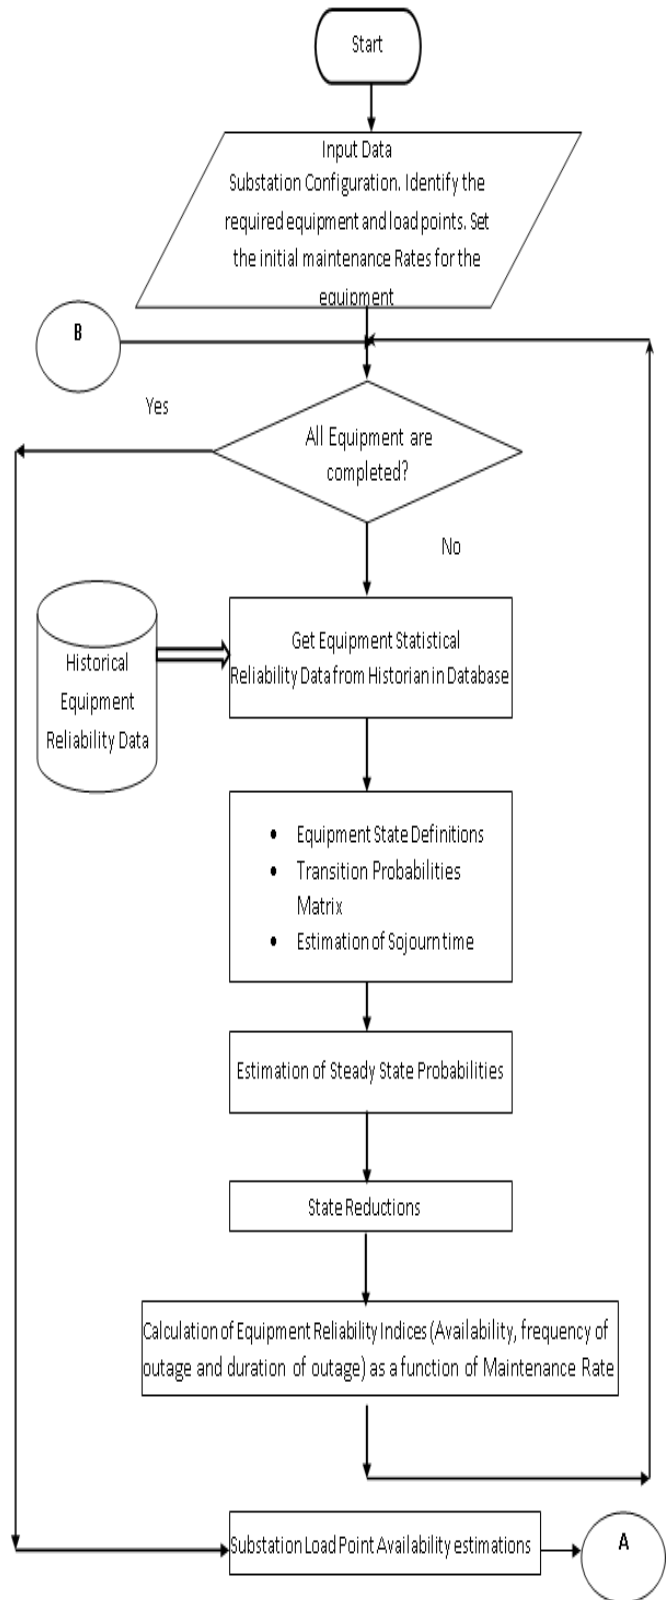 Start
Input Data
Substation Configuration. Identify the
required equipment and load points. Set
the initial maintenance Rates for the
equipment
B
Yes
All Equipment are
completed?
No
Historical
Equipment
Reliability Data
Get Equipment Statistical
Reliability Data from Historian in Database
• Equipment State Definitions
• Transition Probabilities
Matrix
• Estimation of Sojourn time
Estimation of Steady State Probabilities
State Reductions
Calculation of Equipment Reliability Indices (Availability, frequency of
outage and duration of outage) as a function of Maintenance Rate
Substation Load Point Availability estimations
A